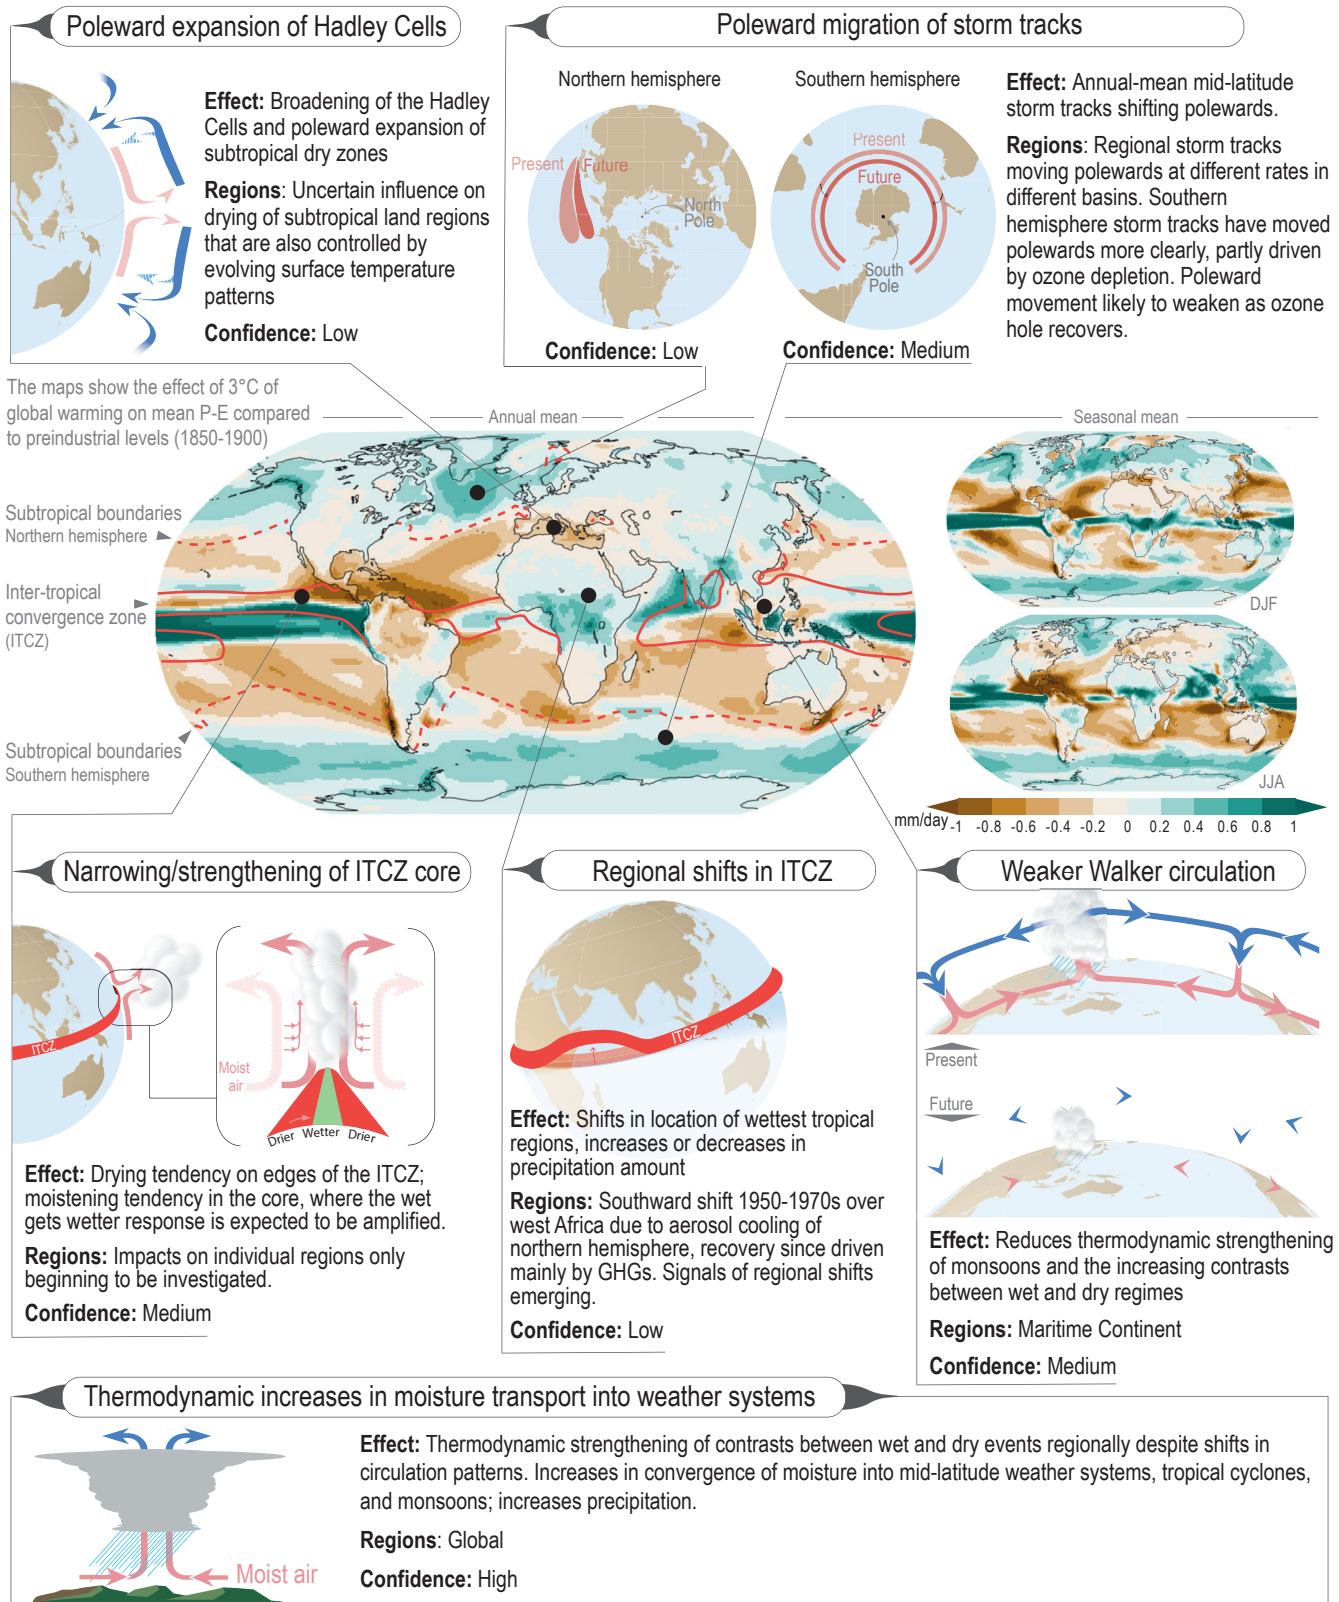 Poleward expansion of Hadley Cells
Effect: Broadening of the Hadley
Cells and poleward expansion of
subtropical dry zones
Regions: Uncertain influence on
drying of subtropical land regions
that are also controlled by
evolving surface temperature
patterns
Confidence: Low
Poleward migration of storm tracks
Northern hemisphere
Present
Future
North
Pole
Confidence: Low
Southern hemisphere
Present
Future
South
Pole
Confidence: Medium
Effect: Annual-mean mid-latitude
storm tracks shifting polewards.
Regions: Regional storm tracks
moving polewards at different rates in
different basins. Southern
hemisphere storm tracks have moved
polewards more clearly, partly driven
by ozone depletion. Poleward
movement likely to weaken as ozone
hole recovers.
The maps show the effect of 3°C of
global warming on mean P-E compared
to preindustrial levels (1850-1900)
Annual mean
Seasonal mean
Subtropical boundaries
Northern hemisphere
Inter-tropical
convergence zone
(ITCZ)
Subtropical boundaries
Southern hemisphere
DJF
JJA
mm/day -1 -0.8 -0.6 -0.4 -0.2 0 0.2 0.4 0.6 0.8 1
Narrowing/strengthening of ITCZ core
ITCZ
Moist
air
Drier Wetter Drier
Effect: Drying tendency on edges of the ITCZ;
moistening tendency in the core, where the wet
gets wetter response is expected to be amplified.
Regions: Impacts on individual regions only
beginning to be investigated.
Confidence: Medium
Regional shifts in ITCZ
ITCZ
Effect: Shifts in location of wettest tropical
regions, increases or decreases in
precipitation amount
Regions: Southward shift 1950-1970s over
west Africa due to aerosol cooling of
northern hemisphere, recovery since driven
mainly by GHGs. Signals of regional shifts
emerging.
Confidence: Low
Weaker Walker circulation
Present
Future
Effect: Reduces thermodynamic strengthening
of monsoons and the increasing contrasts
between wet and dry regimes
Regions: Maritime Continent
Confidence: Medium
Thermodynamic increases in moisture transport into weather systems
Moist air
Effect: Thermodynamic strengthening of contrasts between wet and dry events regionally despite shifts in
circulation patterns. Increases in convergence of moisture into mid-latitude weather systems, tropical cyclones,
and monsoons; increases precipitation.
Regions: Global
Confidence: High